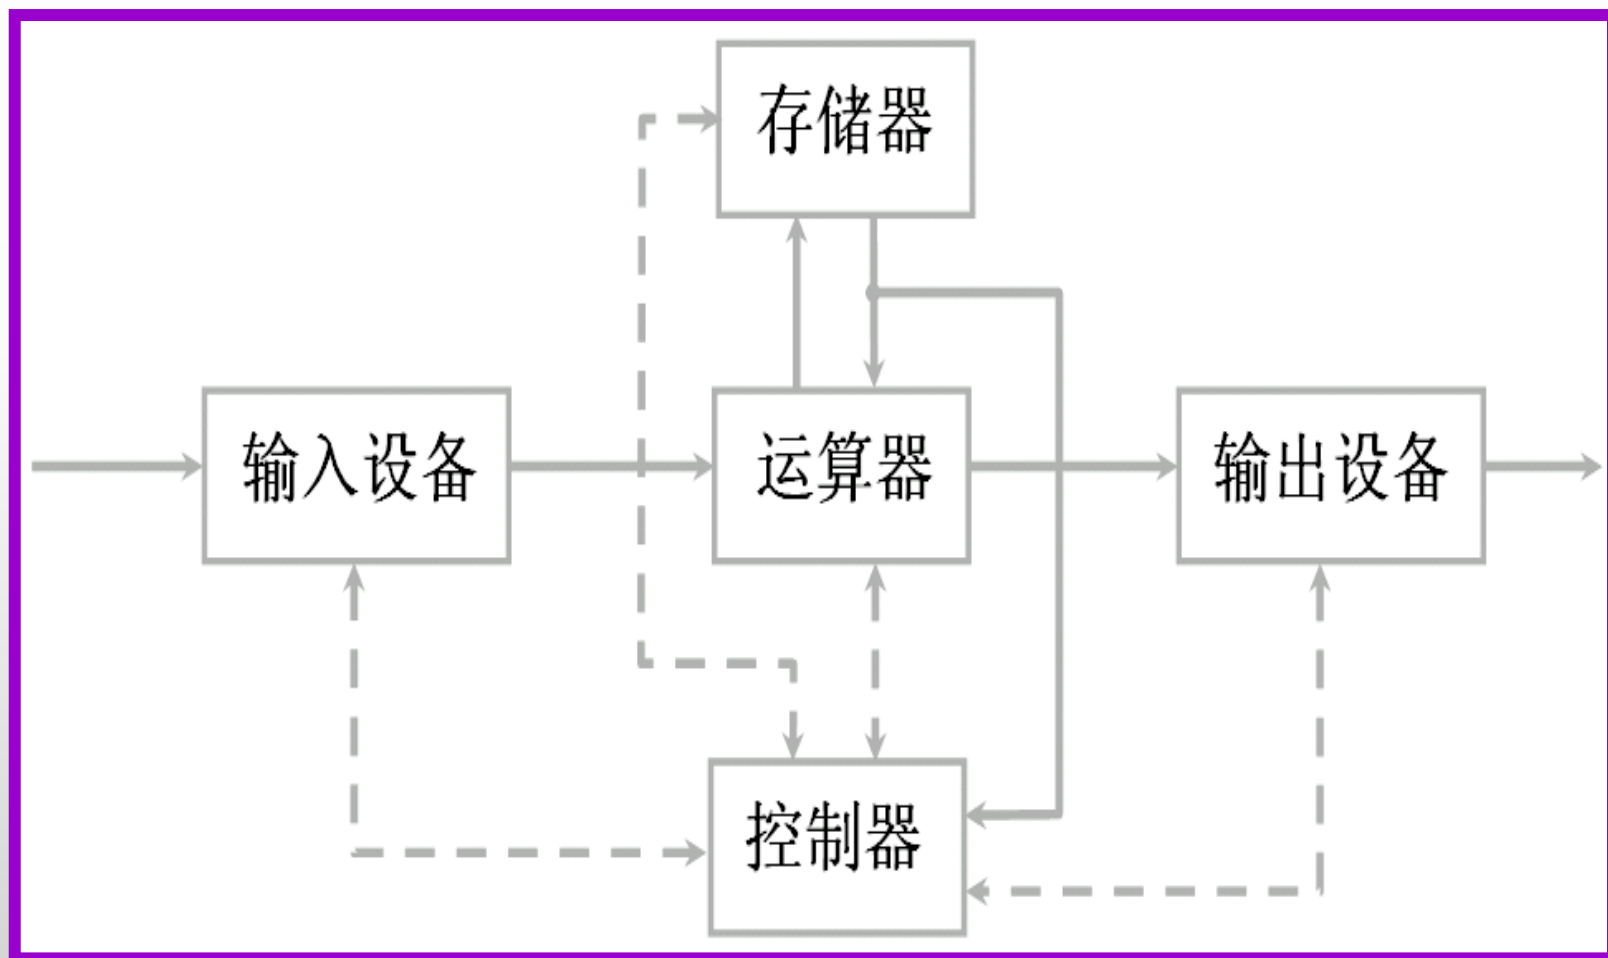 存储器
输入设备
运算器
输出设备
控制器